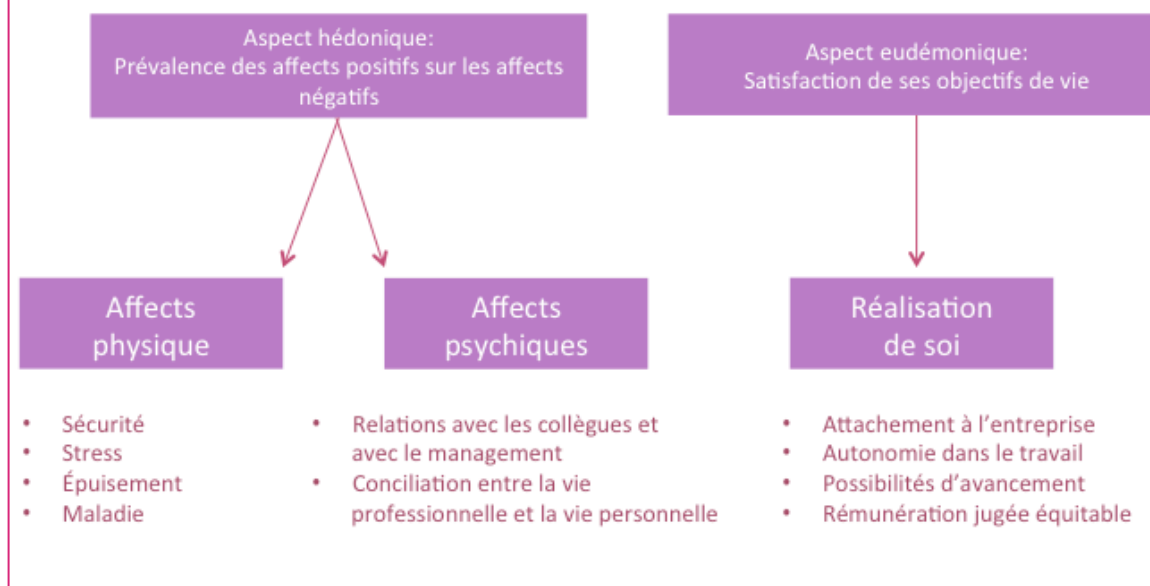 Aspect hédonique:
Prévalence des affects positifs sur les affects
négatifs
Aspect eudémonique:
Satisfaction de ses objectifs de vie
Affects
physique
Affects
psychiques
Réalisation
de soi
• Sécurité
• Stress
• Épuisement
• Maladie
• Relations avec les collègues et
avec le management
• Conciliation entre la vie
professionnelle et la vie personnelle
• Attachement à l’entreprise
• Autonomie dans le travail
• Possibilités d’avancement
• Rémunération jugée équitable